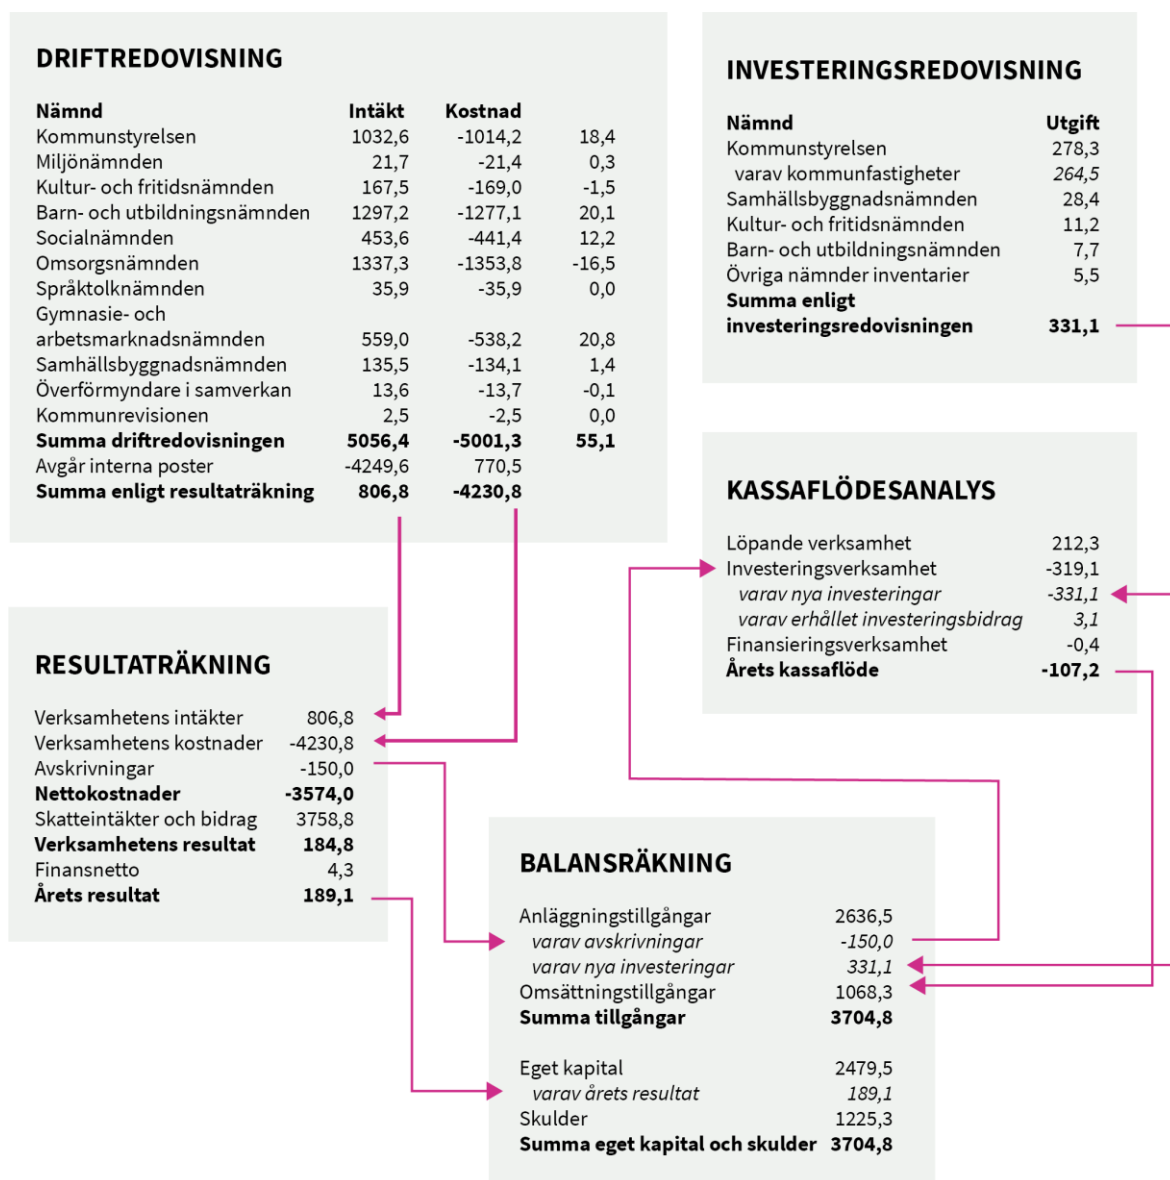 DRIFTREDOVISNING
Nämnd Intäkt Kostnad
Kommunstyrelsen 1032,6 -1014,2 18,4
Miljönämnden 21,7 -21,4 0,3
Kultur- och fritidsnämnden 167,5 -169,0 -1,5
Barn- och utbildningsnämnden 1297,2 -1277,1 20,1
Socialnämnden 453,6 -441,4 12,2
Omsorgsnämnden 1337,3 -1353,8 -16,5
Språktolknämnden 35,9 -35,9 0,0
Gymnasie- och
arbetsmarknadsnämnden 559,0 -538,2 20,8
Samhällsbyggnadsnämnden 135,5 -134,1 1,4
Överförmyndare i samverkan 13,6 -13,7 -0,1
Kommunrevisionen 2,5 -2,5 0,0
Summa driftredovisningen 5056,4 -5001,3 55,1
Avgår interna poster -4249,6 770,5
Summa enligt resultaträkning 806,8 -4230,8
INVESTERINGSREDOVISNING
Nämnd Utgift
Kommunstyrelsen 278,3
varav kommunfastigheter 264,5
Samhällsbyggnadsnämnden 28,4
Kultur- och fritidsnämnden 11,2
Barn- och utbildningsnämnden 7,7
Övriga nämnder inventarier 5,5
Summa enligt
investeringsredovisningen 331,1
KASSAFLÖDESANALYS
Löpande verksamhet 212,3
Investeringsverksamhet -319,1
varav nya investeringar -331,1
varav erhållet investeringsbidrag 3,1
Finansieringsverksamhet -0,4
Årets kassaflöde -107,2
RESULTATRÄKNING
Verksamhetens intäkter 806,8
Verksamhetens kostnader -4230,8
Avskrivningar -150,0
Nettokostnader -3574,0
Skatteintäkter och bidrag 3758,8
Verksamhetens resultat 184,8
Finansnetto 4,3
Årets resultat 189,1
BALANSRÄKNING
Anläggningstillgångar 2636,5
varav avskrivningar -150,0
varav nya investeringar 331,1
Omsättningstillgångar 1068,3
Summa tillgångar 3704,8
Eget kapital 2479,5
varav årets resultat 189,1
Skulder 1225,3
Summa eget kapital och skulder 3704,8